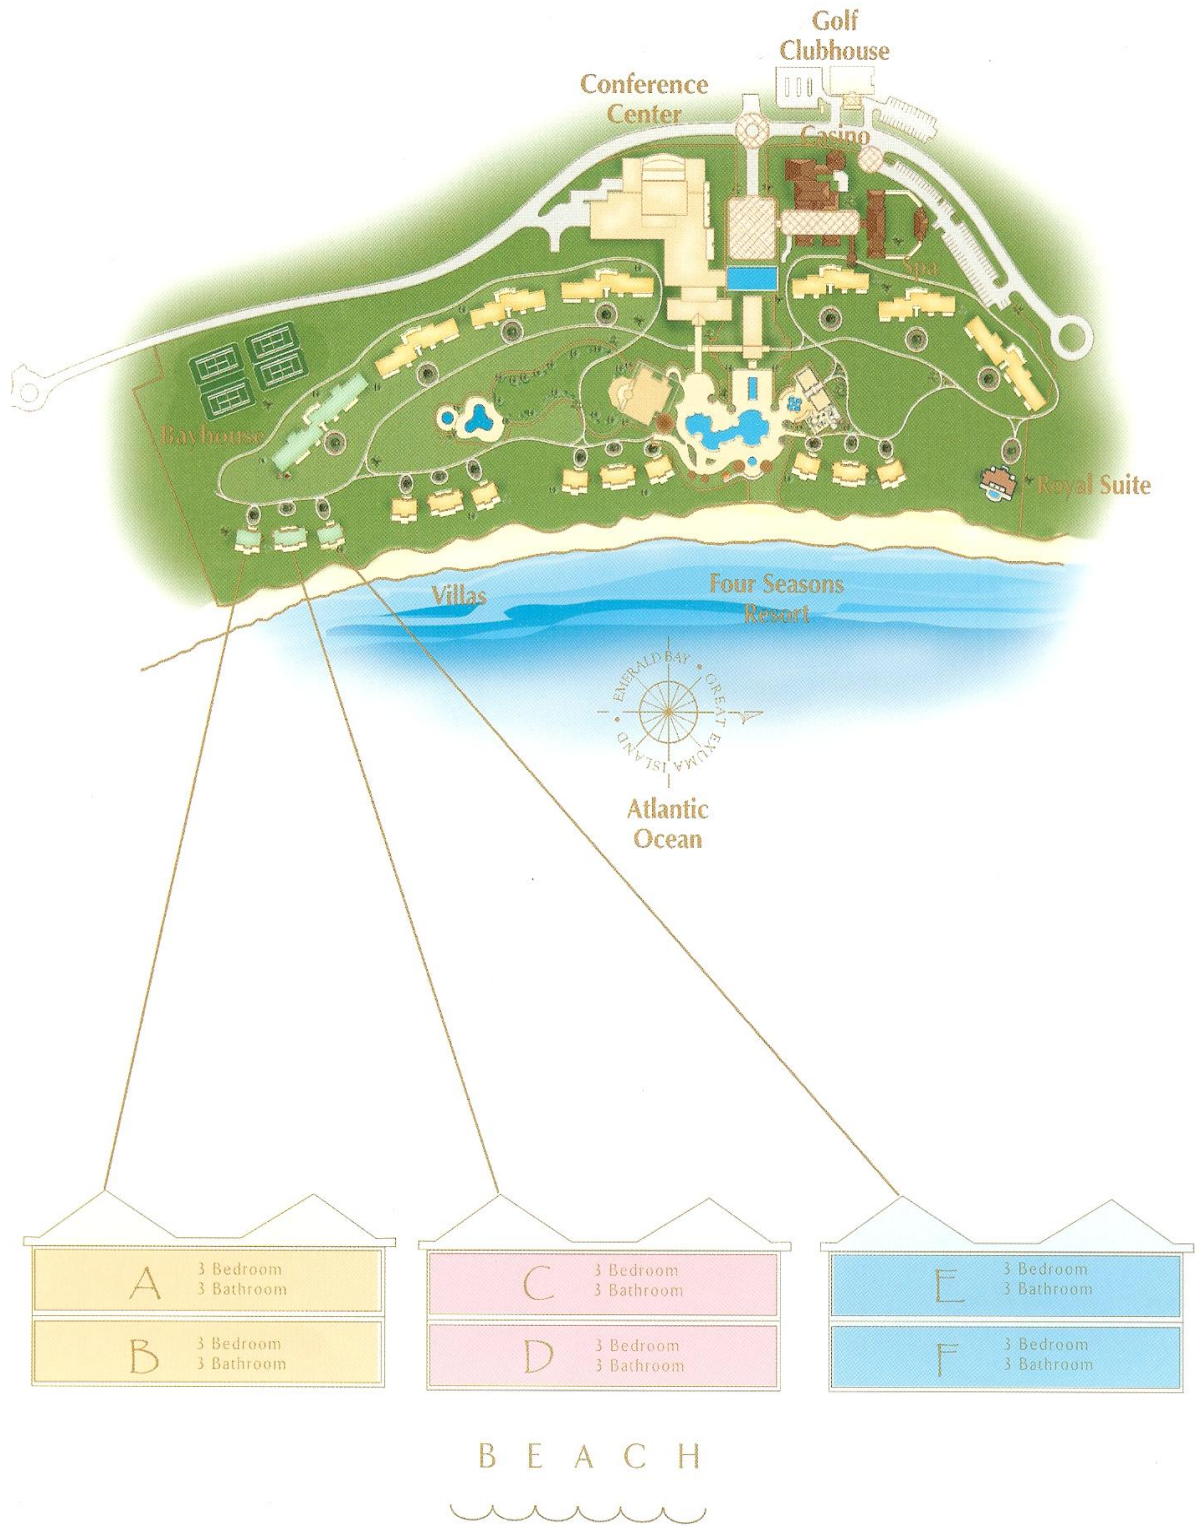 Golf
Clubhouse
Conference
Center
Casino
Spa
Bayhouse
Royal Suite
Villas
Four Seasons
Resort
EMERALD BAY • GREAT EXUMA ISLAND •
Atlantic
Ocean
A
3 Bedroom
3 Bathroom
C
3 Bedroom
3 Bathroom
E
3 Bedroom
3 Bathroom
B
3 Bedroom
3 Bathroom
D
3 Bedroom
3 Bathroom
F
3 Bedroom
3 Bathroom
BEACH